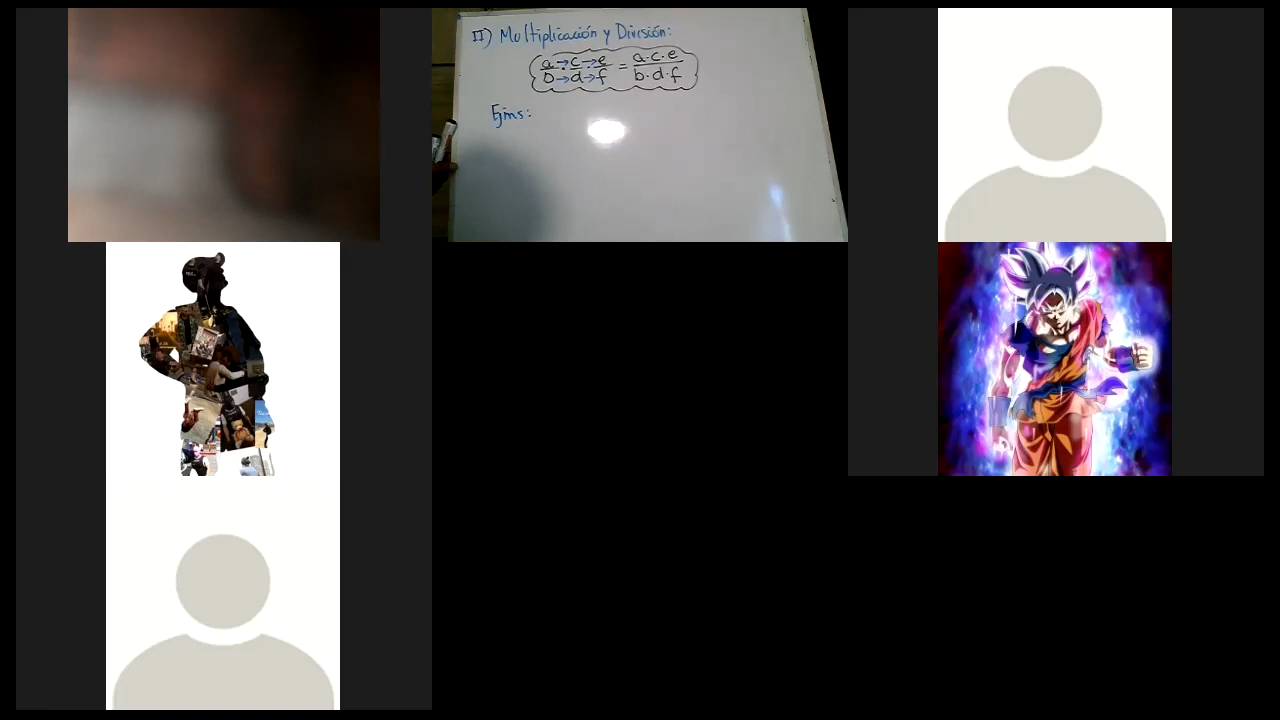 II) Multiplicación y División:
a → c → e = a.c.e
b → d → f b.d.f
Ejms: